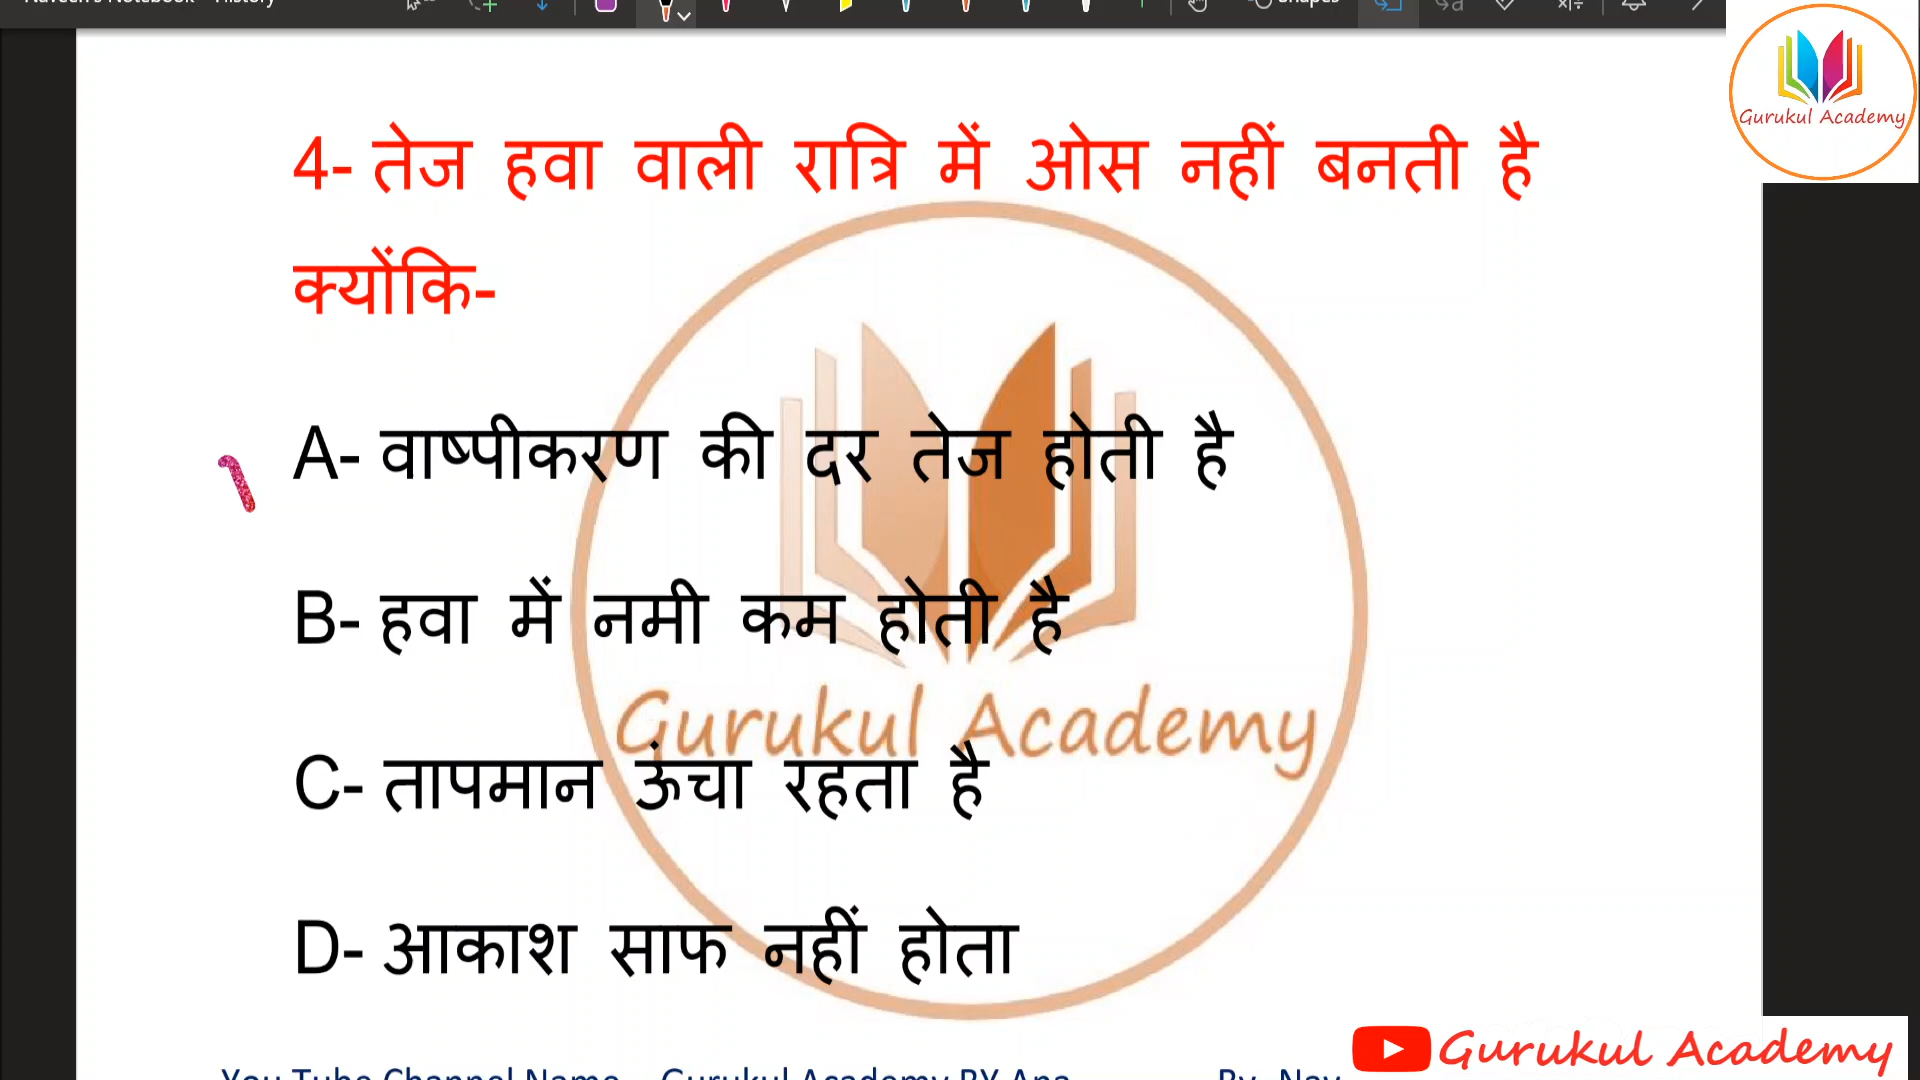 Gurukul Academy
4- तेज हवा वाली रात्रि में ओस नहीं बनती है
क्योंकि-
A- वाष्पीकरण की दर तेज होती है
B- हवा में नमी कम होती है
Gurukul Academy
C- तापमान ऊंचा रहता है
D- आकाश साफ नहीं होता
Gurukul Academy